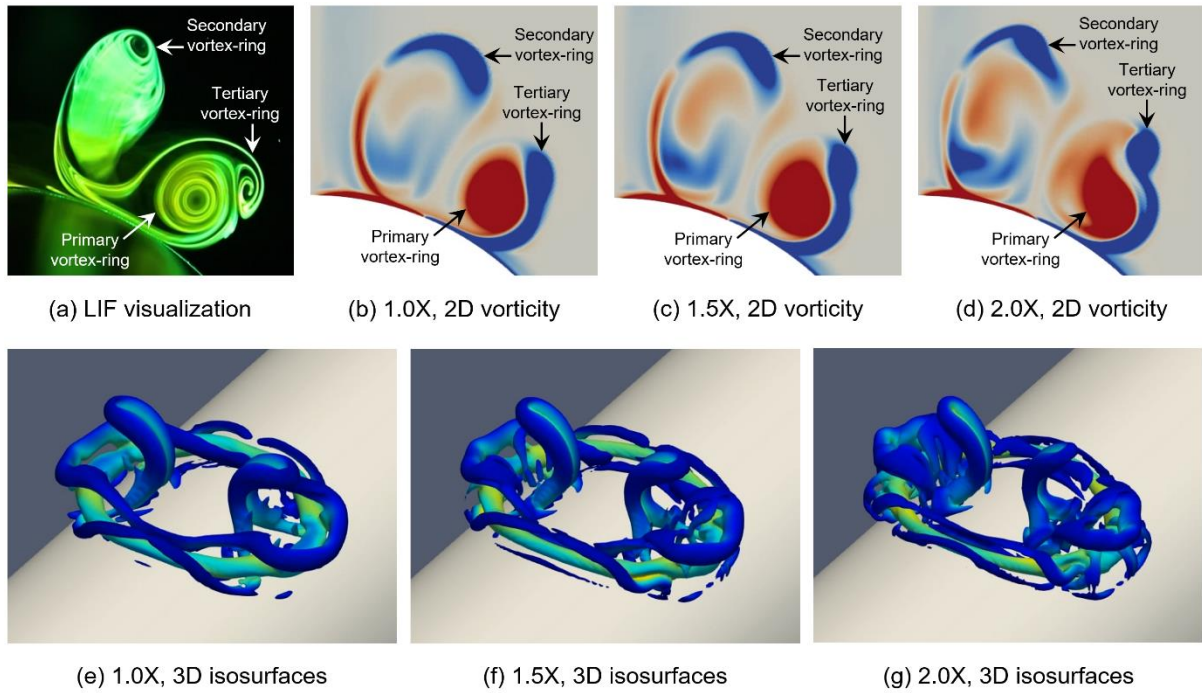 Secondary
vortex-ring
Tertiary
vortex-ring
Primary
vortex-ring
(a) LIF visualization
Secondary
vortex-ring
Tertiary
vortex-ring
Primary
vortex-ring
(b) 1.0X, 2D vorticity
Secondary
vortex-ring
Tertiary
vortex-ring
Primary
vortex-ring
(c) 1.5X, 2D vorticity
Secondary
vortex-ring
Tertiary
vortex-ring
Primary
vortex-ring
(d) 2.0X, 2D vorticity
(e) 1.0X, 3D isosurfaces
(f) 1.5X, 3D isosurfaces
(g) 2.0X, 3D isosurfaces